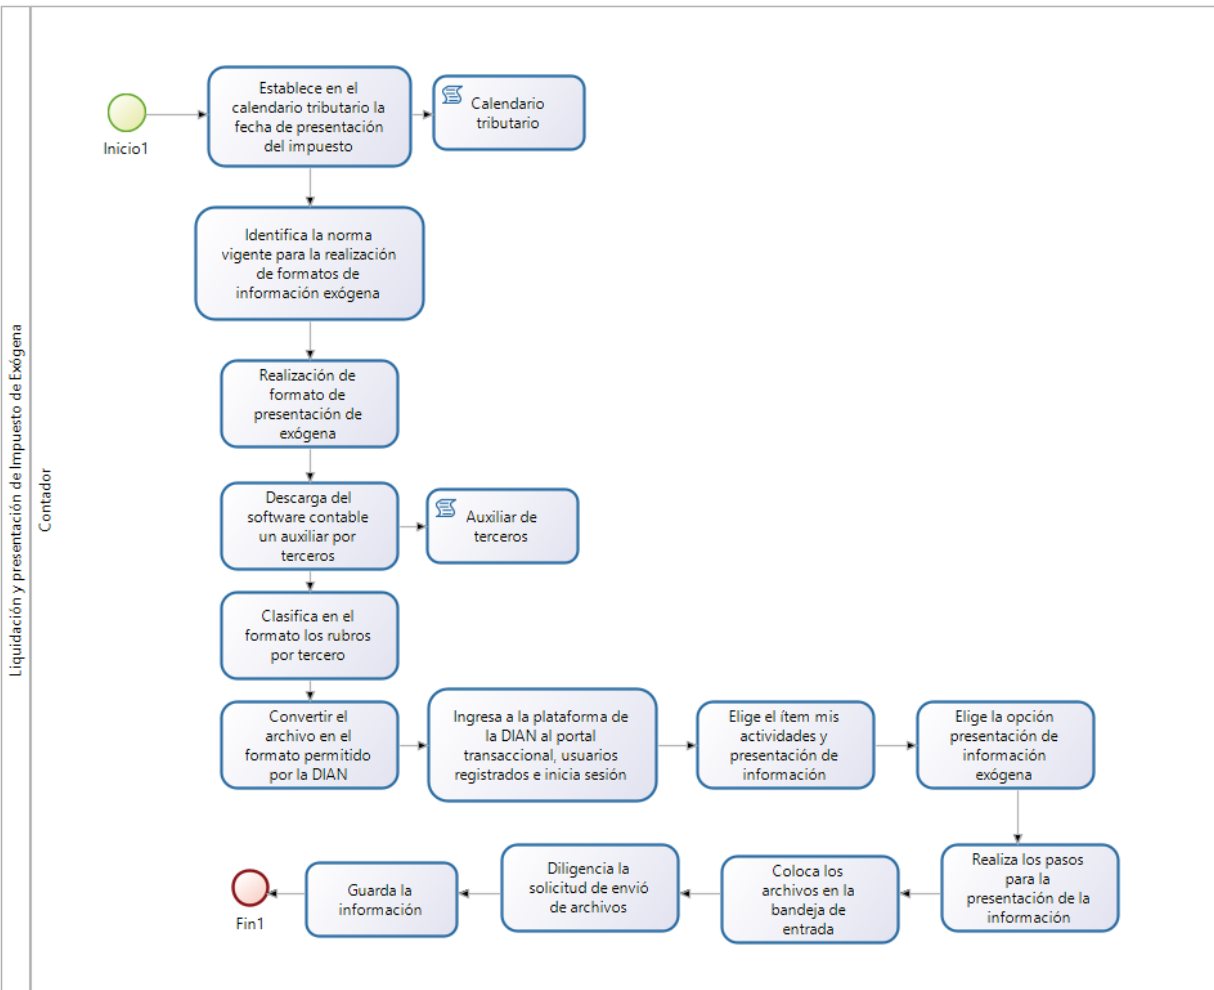 Liquidación y presentación de Impuesto de Exógena
Contador
Inicio1
Establece en el
calendario tributario la
fecha de presentación
del impuesto
Calendario
tributario
Identifica la norma
vigente para la realización
de formatos de
información exógena
Realización de
formato de
presentación de
exógena
Descarga del
software contable
un auxiliar por
terceros
Auxiliar de
terceros
Clasifica en el
formato los rubros
por tercero
Convertir el
archivo en el
formato permitido
por la DIAN
Ingresa a la plataforma de
la DIAN al portal
transaccional, usuarios
registrados e inicia sesión
Elige el ítem mis
actividades y
presentación de
información
Elige la opción
presentación de
información
exógena
Realiza los pasos
para la
presentación de la
información
Coloca los
archivos en la
bandeja de
entrada
Diligencia la
solicitud de envió
de archivos
Guarda la
información
Fin1